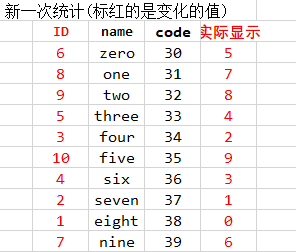 新一次统计(标红的是变化的值)
ID name code 实际显示
6 zero 30 5
8 one 31 7
9 two 32 8
5 three 33 4
3 four 34 2
10 five 35 9
4 six 36 3
2 seven 37 1
1 eight 38 0
7 nine 39 6